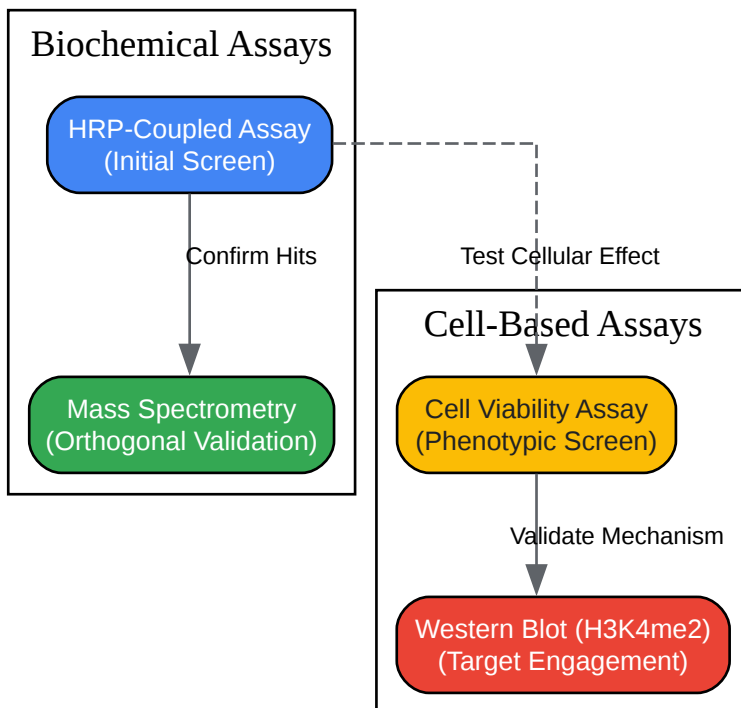 Biochemical Assays
HRP-Coupled Assay
(Initial Screen)
Confirm Hits
Test Cellular Effect
Mass Spectrometry
(Orthogonal Validation)
Cell-Based Assays
Cell Viability Assay
(Phenotypic Screen)
Validate Mechanism
Western Blot (H3K4me2)
(Target Engagement)